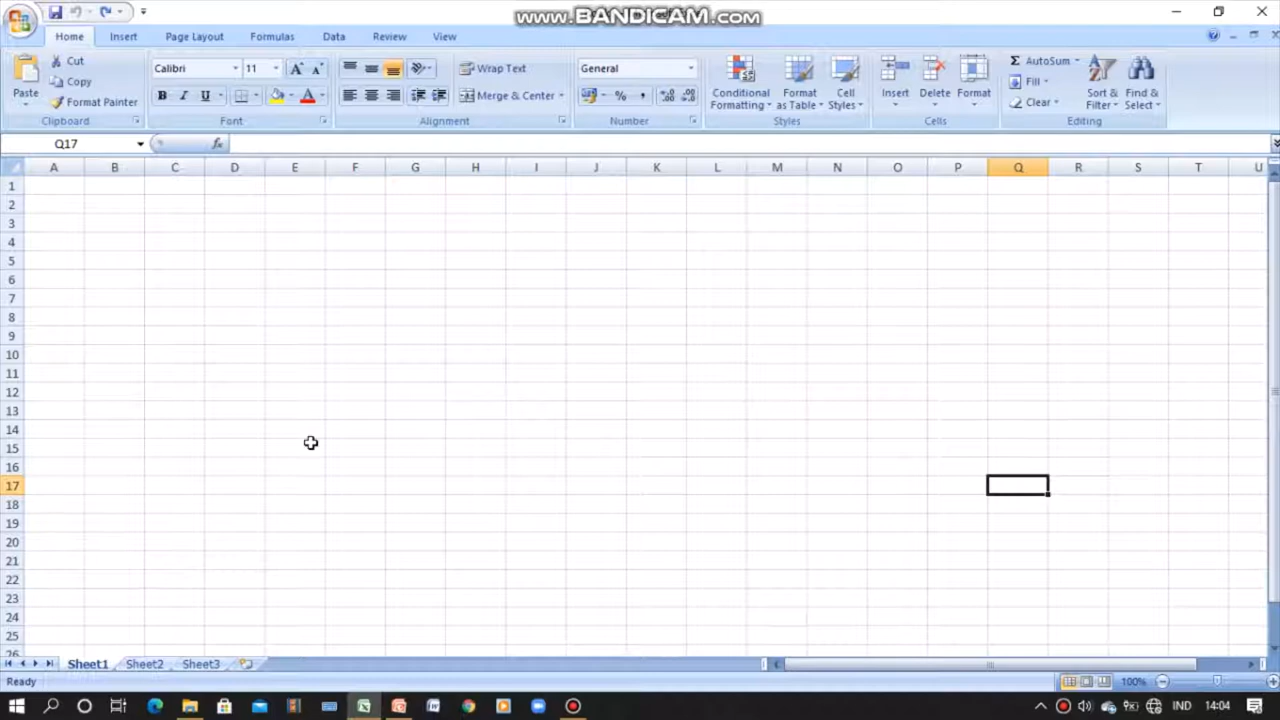 www.BANDICAM.com
Home Insert Page Layout Formulas Data Review View
Paste
Cut
Copy
Format Painter
Clipboard
Calibri 11
B I U
Font
Wrap Text
Merge & Center
Alignment
General
Number
Conditional Formatting
Format as Table
Cell Styles
Styles
Insert Delete Format
Cells
AutoSum
Fill
Clear
Sort & Filter
Find & Select
Editing
Q17 fx
A B C D E F G H I J K L M N O P Q R S T U
1
2
3
4
5
6
7
8
9
10
11
12
13
14
15
16
17
18
19
20
21
22
23
24
25
26
Sheet1 Sheet2 Sheet3
Ready 100%
IND 14:04